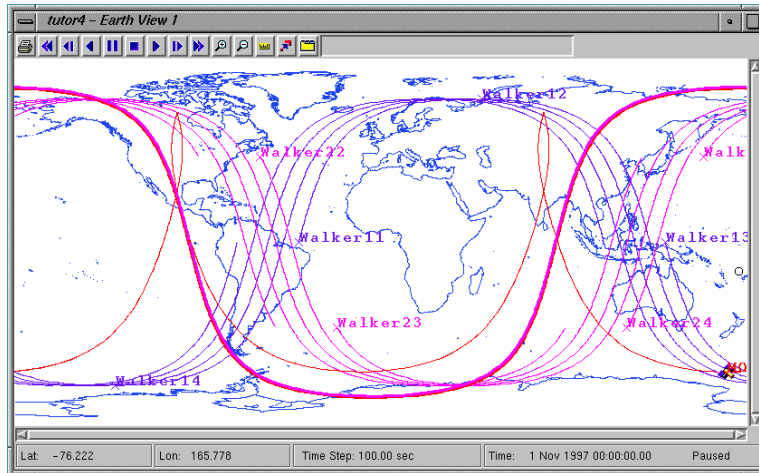 tutor4 – Earth View 1
Walker12
Walker22
Walk
Walker11
Walker13
Walker23
Walker24
Walker14
Lat: -76.222
Lon: 165.778
Time Step: 100.00 sec
Time: 1 Nov 1997 00:00:00.00
Paused